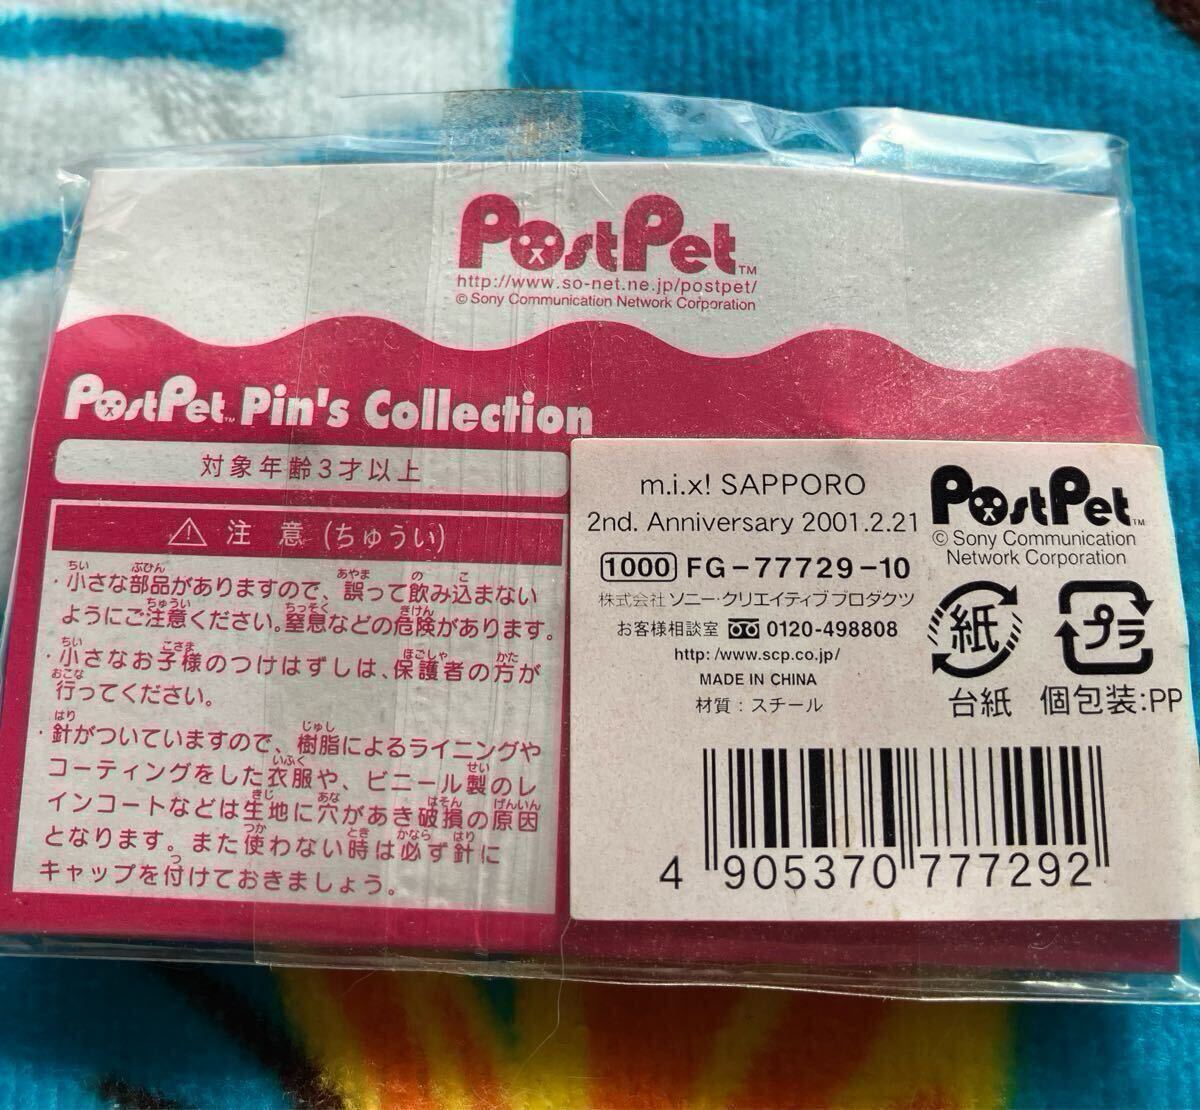 PostPet TM
http://www.so-net.ne.jp/postpet/
© Sony Communication Network Corporation
PostPet TM Pin's Collection
対象年齢3才以上
⚠ 注意 (ちゅうい)
・小さな部品がありますので、誤って飲み込まない
ようにご注意ください。窒息などの危険があります。
・小さなお子様のつけはずしは、保護者の方が
行ってください。
・針がついていますので、樹脂によるライニングや
コーティングをした衣服や、ビニール製のレ
インコートなどは生地に穴があき破損の原因
となります。また使わない時は必ず針に
キャップを付けておきましょう。
m.i.x! SAPPORO
2nd. Anniversary 2001.2.21
1000 FG-77729-10
株式会社 ソニー・クリエイティブプロダクツ
お客様相談室 0120-498808
http:/www.scp.co.jp/
MADE IN CHINA
材質：スチール
PostPet TM
© Sony Communication
Network Corporation
紙
台紙
プラ
個包装:PP
4 905370 777292